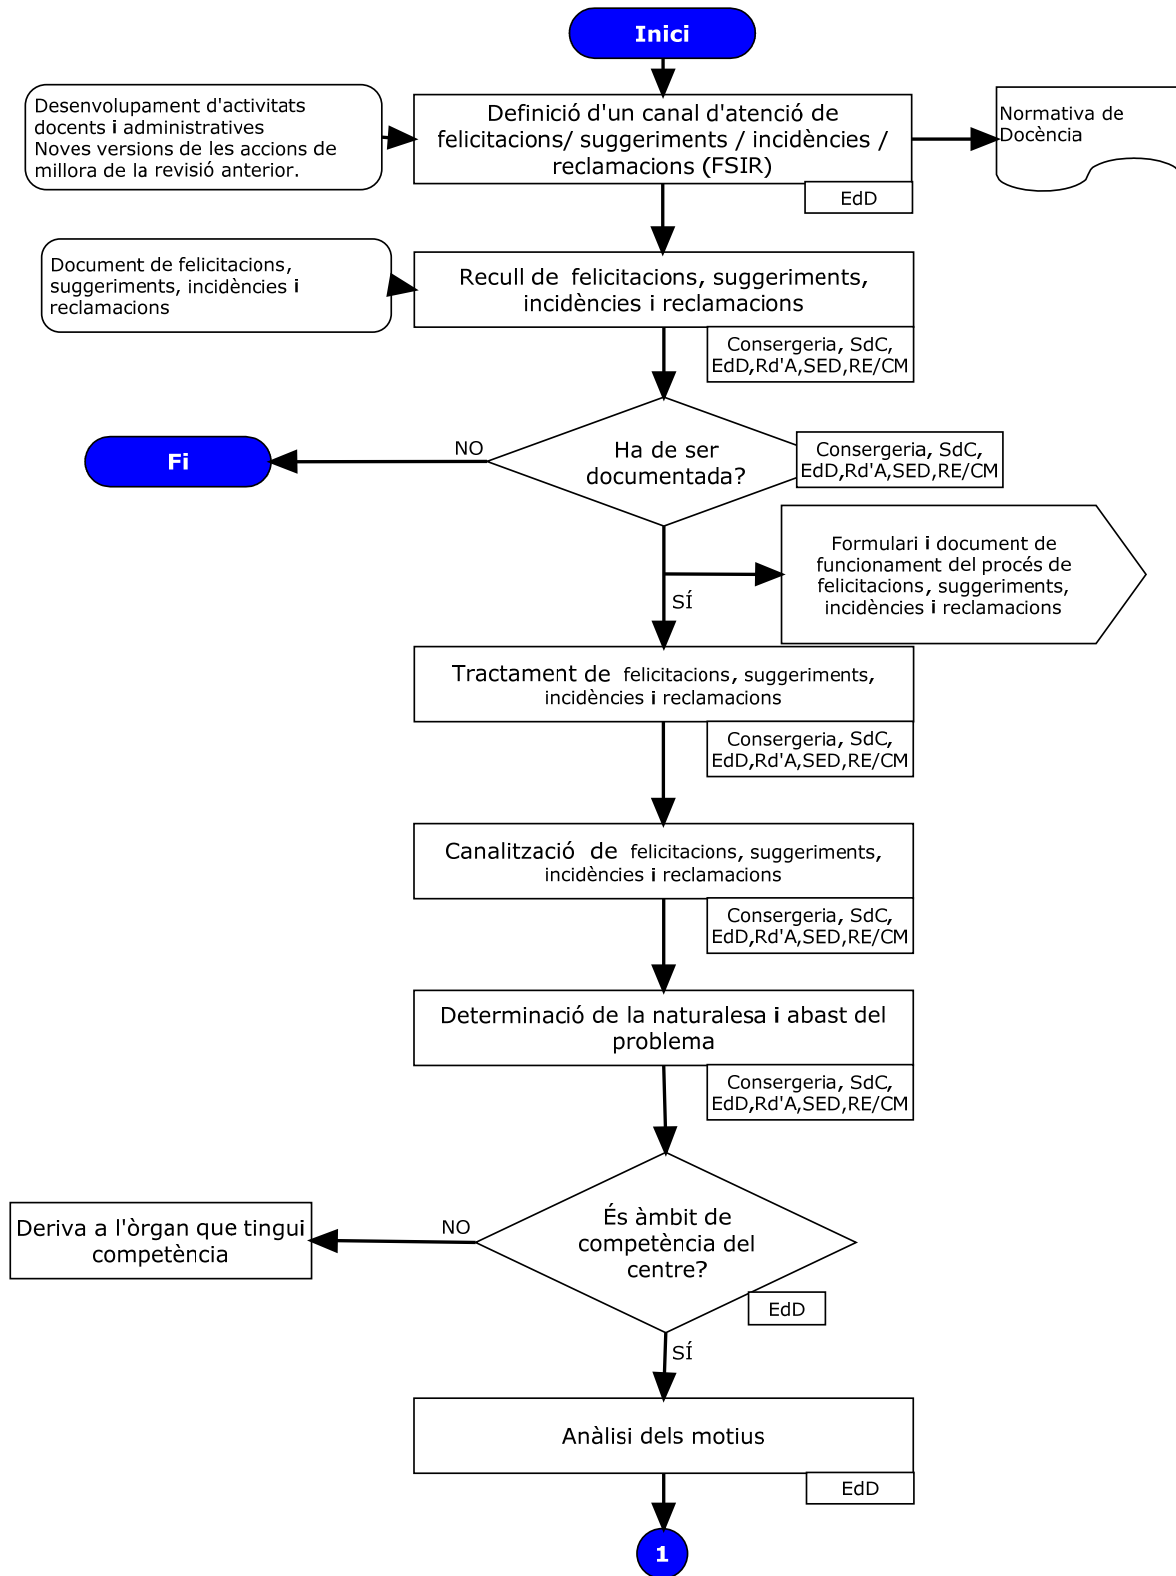 Inici
Desenvolupament d'activitats
docents i administratives
Noves versions de les accions de
millora de la revisió anterior.
Definició d'un canal d'atenció de
felicitacions/ suggeriments / incidències /
reclamacions (FSIR)
EdD
Normativa de
Docència
Document de felicitacions,
suggeriments, incidències i
reclamacions
Recull de felicitacions, suggeriments,
incidències i reclamacions
Consergeria, SdC,
EdD,Rd'A,SED,RE/CM
Ha de ser
documentada?
Consergeria, SdC,
EdD,Rd'A,SED,RE/CM
NO
Fi
Formulari i document de
funcionament del procés de
felicitacions, suggeriments,
incidències i reclamacions
SÍ
Tractament de felicitacions, suggeriments,
incidències i reclamacions
Consergeria, SdC,
EdD,Rd'A,SED,RE/CM
Canalització de felicitacions, suggeriments,
incidències i reclamacions
Consergeria, SdC,
EdD,Rd'A,SED,RE/CM
Determinació de la naturalesa i abast del
problema
Consergeria, SdC,
EdD,Rd'A,SED,RE/CM
És àmbit de
competència del
centre?
EdD
NO
Deriva a l'òrgan que tingui
competència
SÍ
Anàlisi dels motius
EdD
1